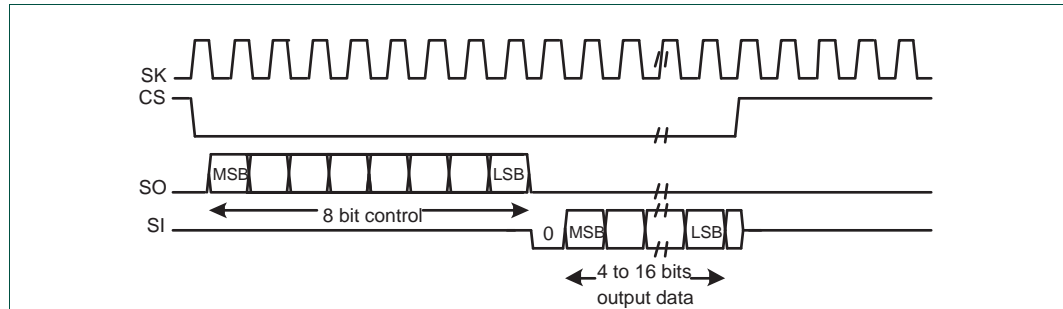 SK
CS
MSB LSB
SO
8 bit control
SI
0 MSB LSB
4 to 16 bits
output data